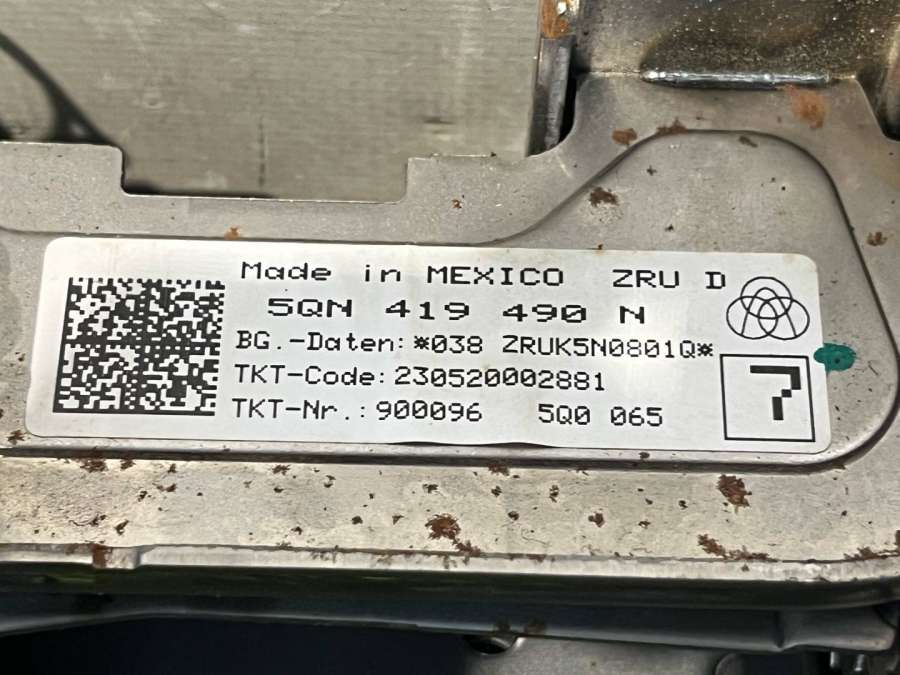 Made in MEXICO ZRU D
5QN 419 490 N
BG.-Daten:*038 ZRUK5N0801Q*
TKT-Code:230520002881
TKT-Nr.:900096 5Q0 065
7